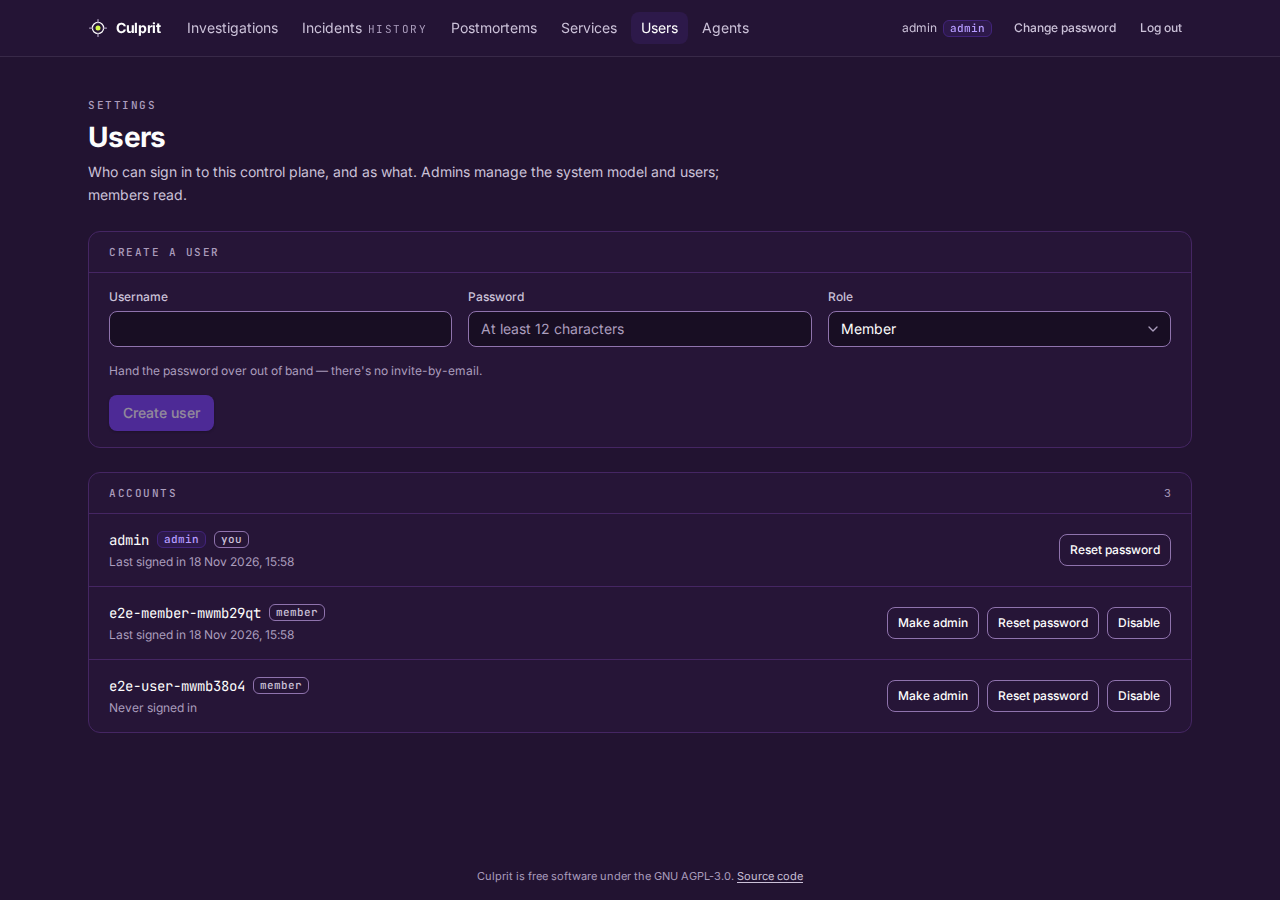 Culprit Investigations Incidents HISTORY Postmortems Services Users Agents admin admin Change password Log out
SETTINGS
Users
Who can sign in to this control plane, and as what. Admins manage the system model and users;
members read.
CREATE A USER
Username Password Role
At least 12 characters Member
Hand the password over out of band — there's no invite-by-email.
Create user
ACCOUNTS 3
admin admin you
Last signed in 18 Nov 2026, 15:58
Reset password
e2e-member-mwmb29qt member
Last signed in 18 Nov 2026, 15:58
Make admin Reset password Disable
e2e-user-mwmb38o4 member
Never signed in
Make admin Reset password Disable
Culprit is free software under the GNU AGPL-3.0. Source code